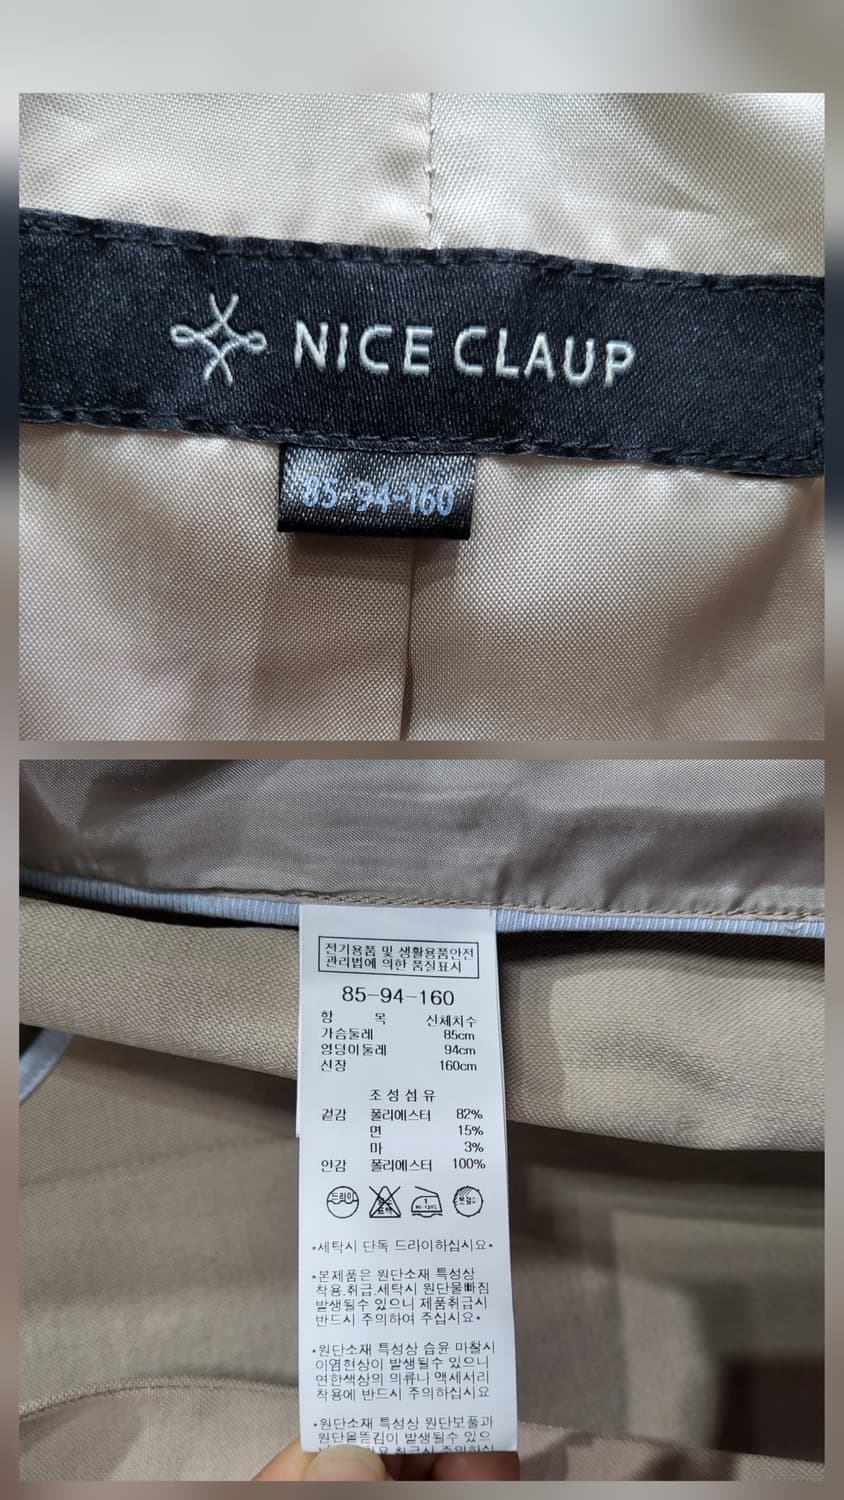 NICE CLAUP
85-94-160
전기용품 및 생활용품안전
관리법에 의한 품질표시
85-94-160
항 목 신체치수
가슴둘레 85cm
엉덩이둘레 94cm
신장 160cm
조성섬유
겉감 폴리에스터 82%
면 15%
마 3%
안감 폴리에스터 100%
드라이
•세탁시 단독 드라이하십시요•
•본제품은 원단소재 특성상
착용.취급.세탁시 원단물빠짐
발생될수 있으니 제품취급시
반드시 주의하여 주십시요•
•원단소재 특성상 습윤 마찰시
이염현상이 발생될수 있으니
연한색상의 의류나 액세서리
착용에 반드시 주의하십시요
•원단소재 특성상 원단보풀과
원단올뜯김이 발생될수 있으
취급시 주의하십